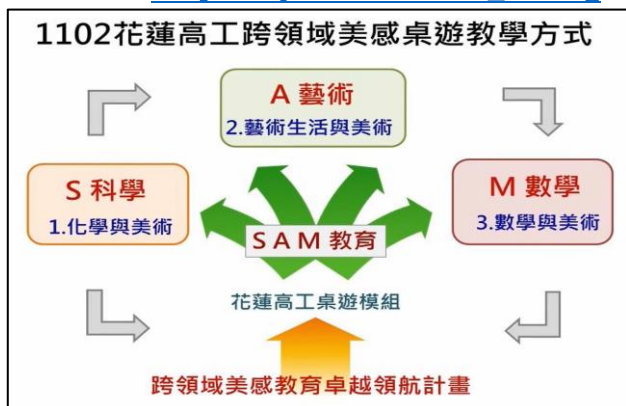 1102花蓮高工跨領域美感桌遊教學方式
A 藝術
2.藝術生活與美術
S 科學
1.化學與美術
M 數學
3.數學與美術
SAM教育
花蓮高工桌遊模組
跨領域美感教育卓越領航計畫